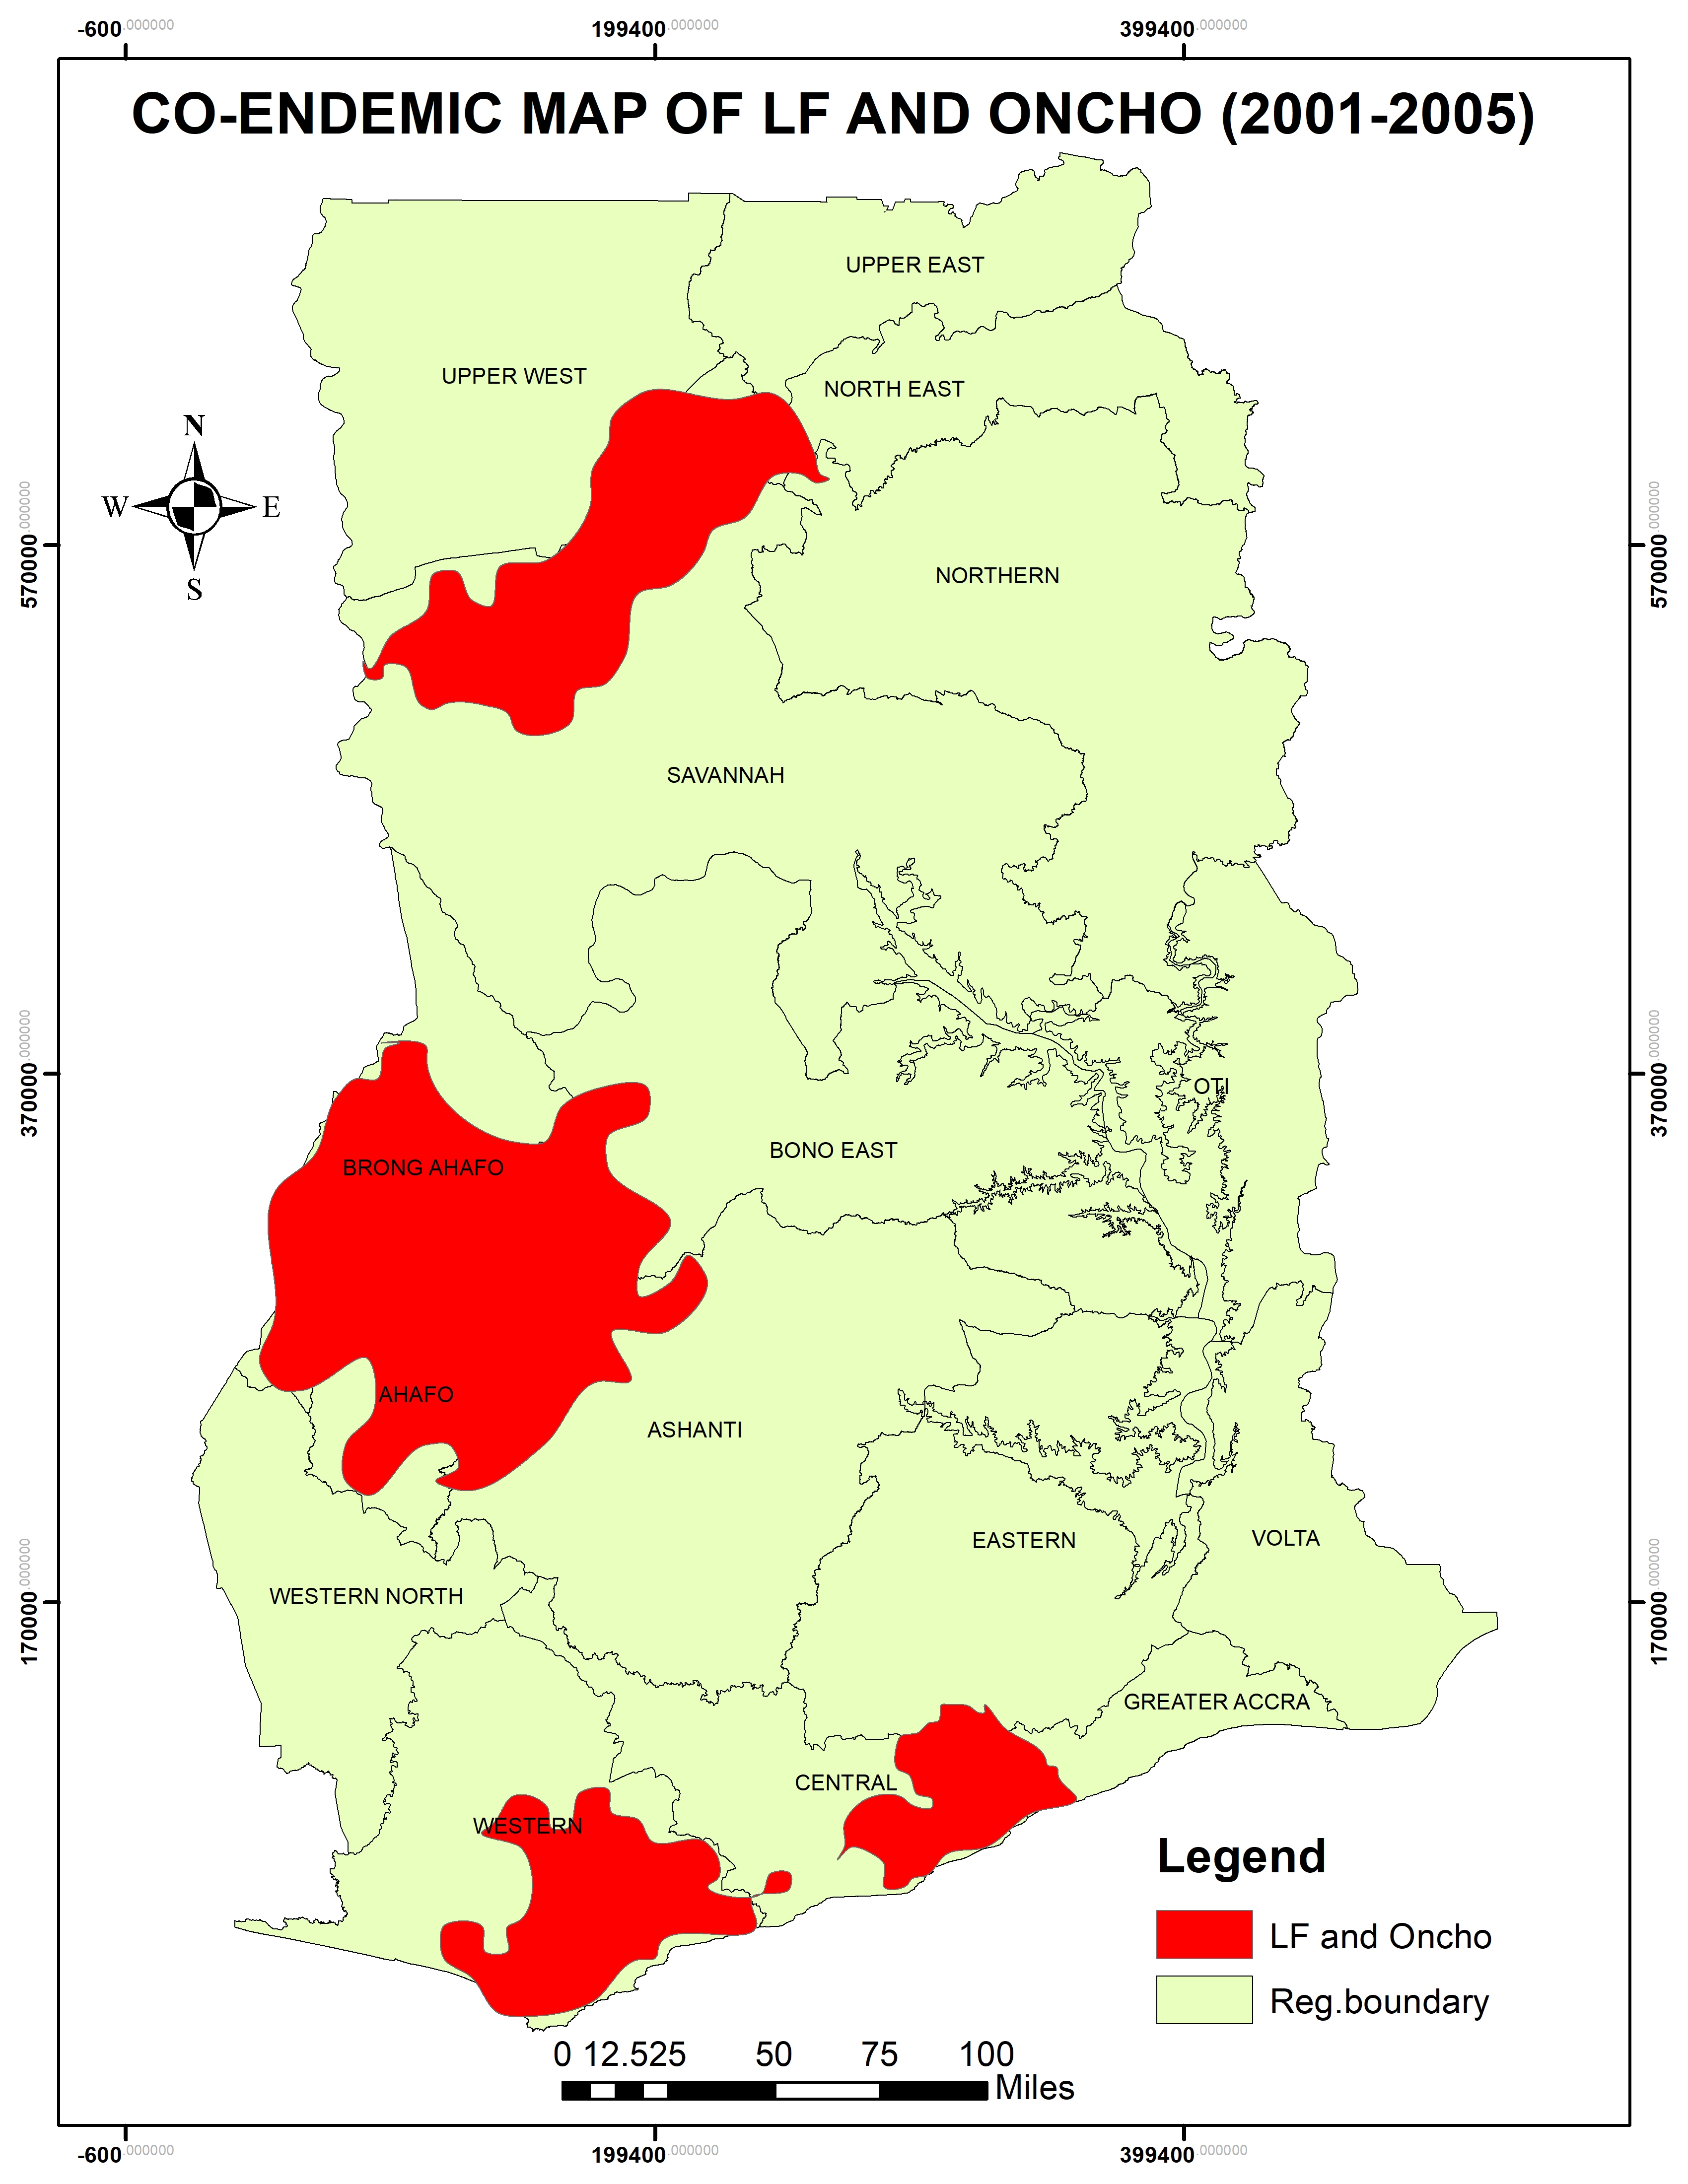 -600.000000 199400.000000 399400.000000
CO-ENDEMIC MAP OF LF AND ONCHO (2001-2005)
UPPER EAST
UPPER WEST
NORTH EAST
N
W E
S
570000.000000
570000.000000
NORTHERN
SAVANNAH
370000.000000
370000.000000
OTI
BONO EAST
BRONG AHAFO
AHAFO
ASHANTI
EASTERN
VOLTA
WESTERN NORTH
170000.000000
170000.000000
GREATER ACCRA
CENTRAL
WESTERN
Legend
LF and Oncho
Reg.boundary
0 12.525 50 75 100
Miles
-600.000000 199400.000000 399400.000000